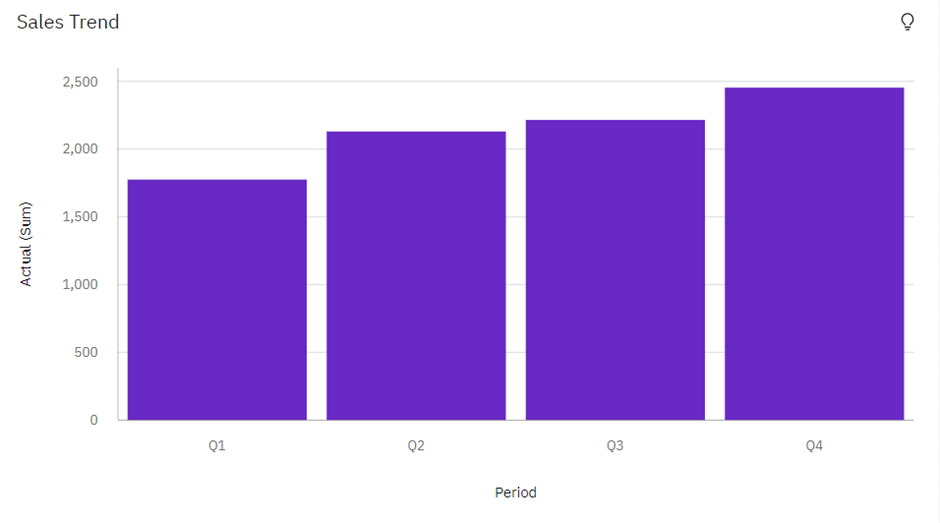 Sales Trend
2,500
2,000
1,500
1,000
500
0
Actual (Sum)
Q1 Q2 Q3 Q4
Period